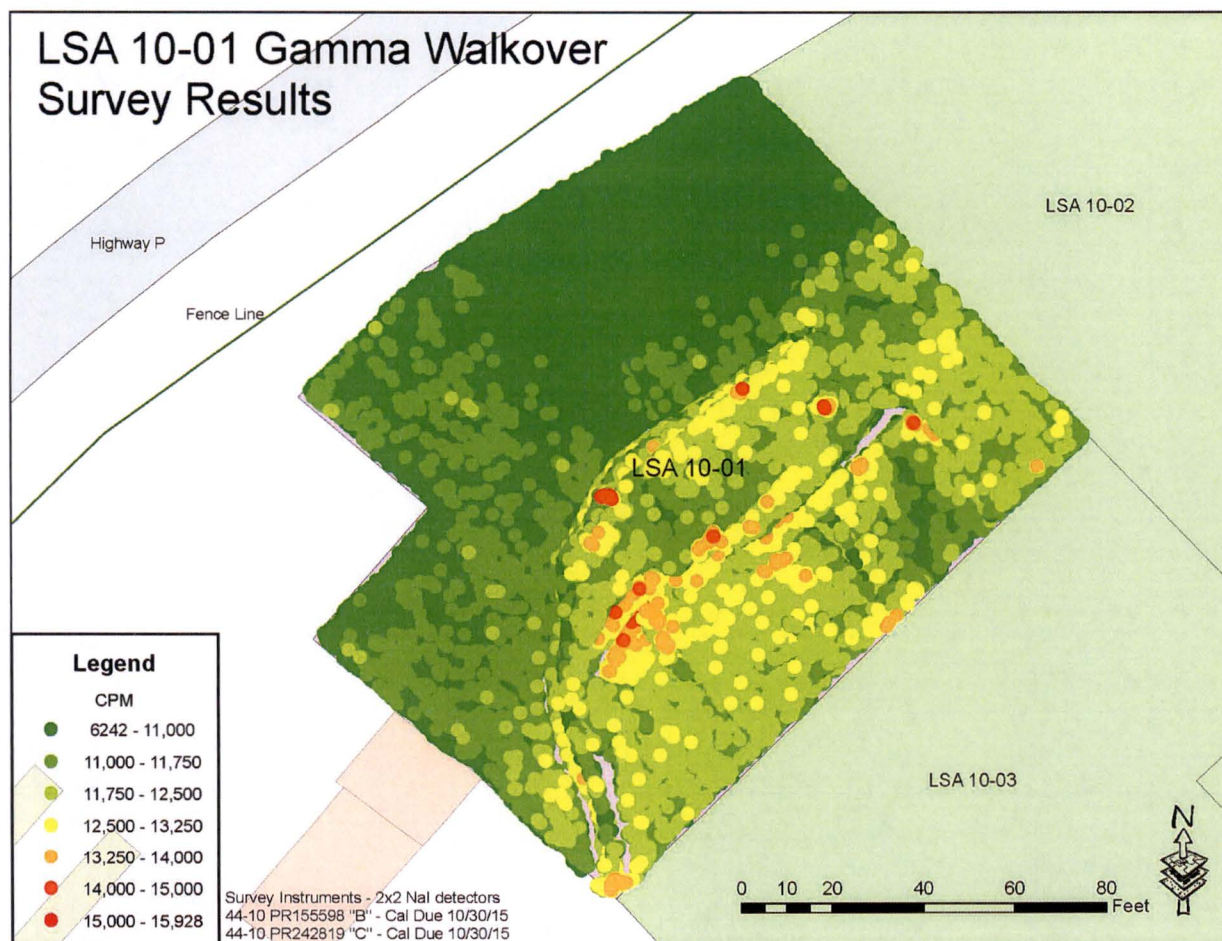 LSA 10-01 Gamma Walkover
Survey Results
LSA 10-02
Highway P
Fence Line
LSA 10-01
LSA 10-03
Legend
CPM
6242 - 11,000
11,000 - 11,750
11,750 - 12,500
12,500 - 13,250
13,250 - 14,000
14,000 - 15,000
15,000 - 15,928
Survey Instruments - 2x2 NaI detectors
44-10 PR155598 "B" - Cal Due 10/30/15
44-10 PR242619 "C" - Cal Due 10/30/15
N
0 10 20 40 60 80
Feet